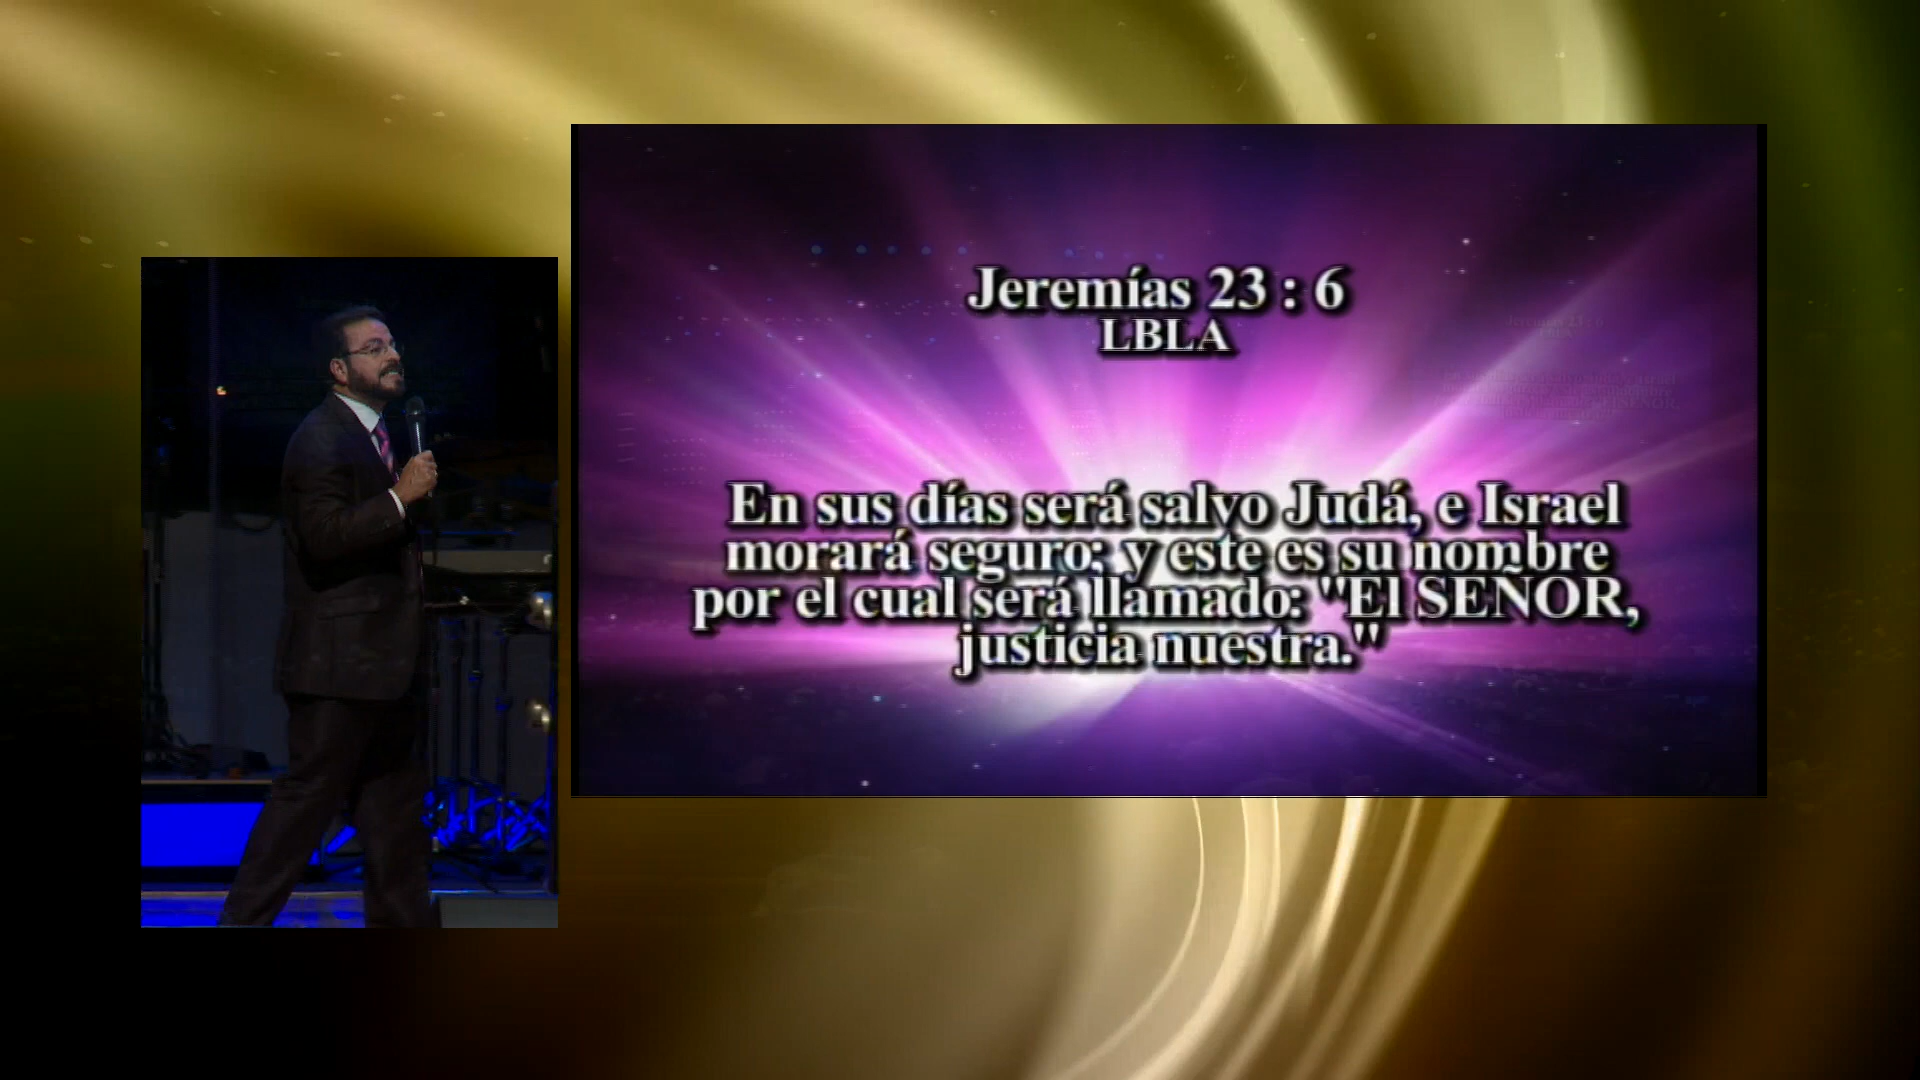 Jeremías 23 : 6
LBLA
En sus días será salvo Judá, e Israel
morará seguro; y este es su nombre
por el cual será llamado: "El SEÑOR,
justicia nuestra."